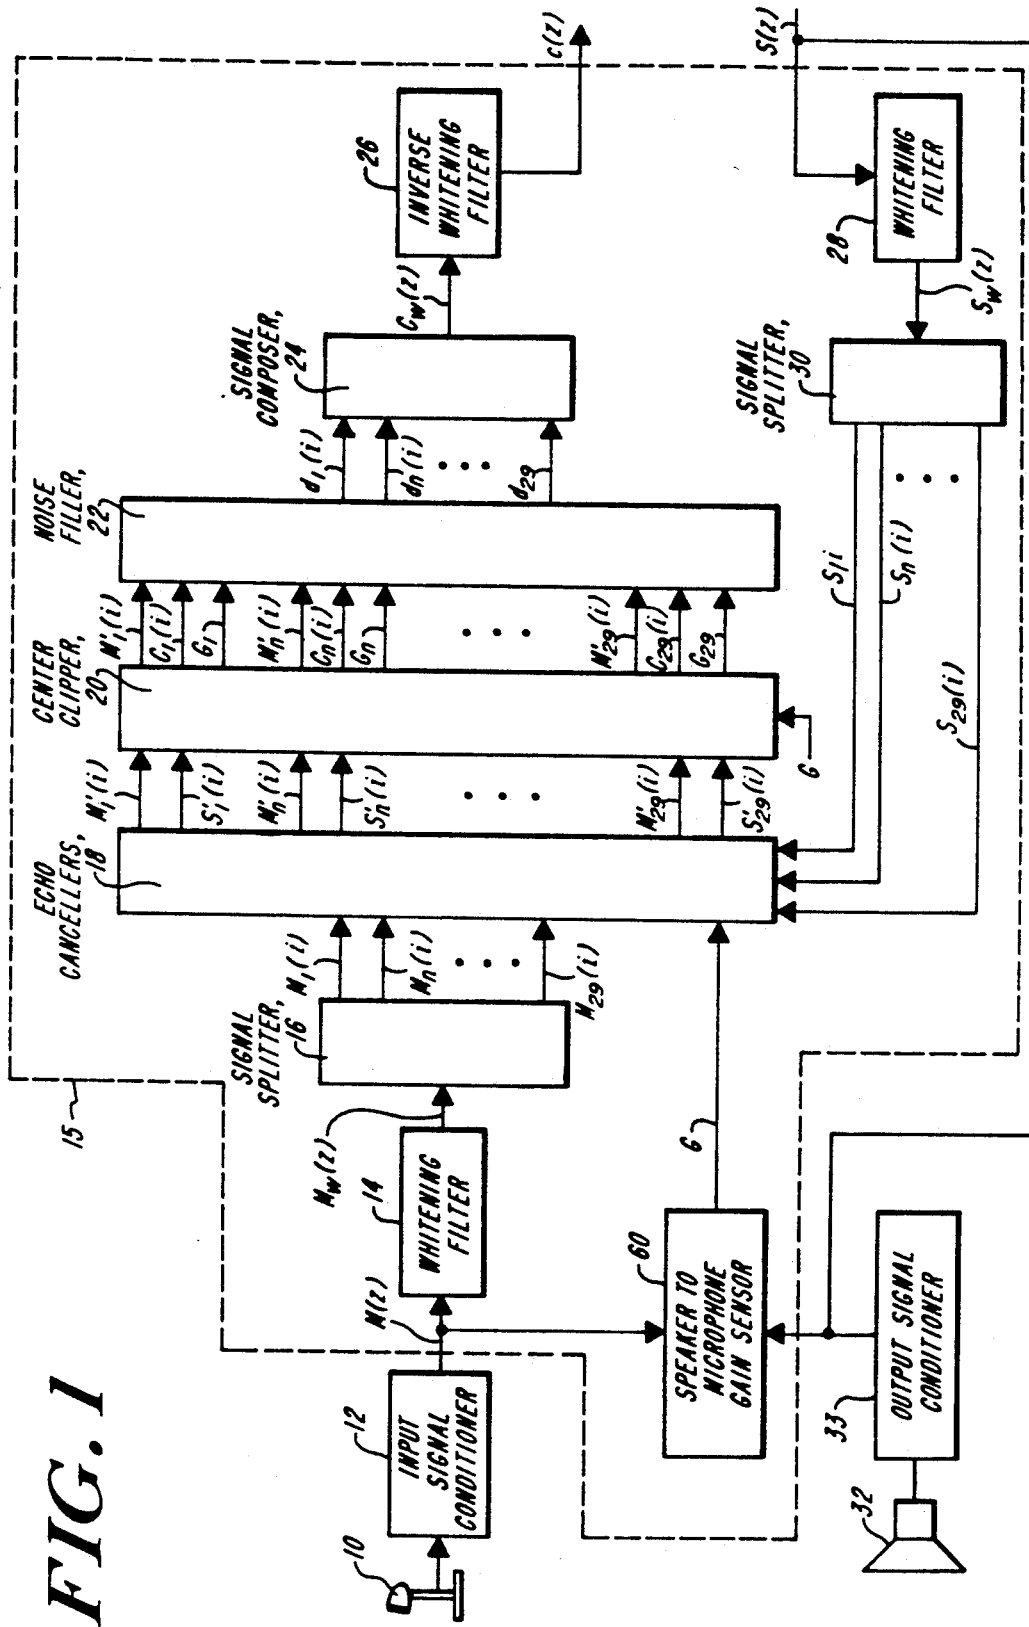 FIG. 1
10
12
INPUT
SIGNAL
CONDITIONER
M(z)
14
WHITENING
FILTER
M_w(z)
15
SIGNAL
SPLITTER,
16
M_1(i)
M_n(i)
• • •
M_29(i)
ECHO
CANCELLERS,
18
M'_1(i)
S'_1(i)
M'_n(i)
S'_n(i)
• • •
M'_29(i)
S'_29(i)
CENTER
CLIPPER,
20
G
M'_1(i)
C_1(i)
G_1
M'_n(i)
C_n(i)
G_n
• • •
M'_29(i)
C_29(i)
G_29
NOISE
FILLER,
22
d_1(i)
d_n(i)
• • •
d_29
SIGNAL
COMPOSER,
24
C_w(z)
26
INVERSE
WHITENING
FILTER
c(z)
60
SPEAKER TO
MICROPHONE
GAIN SENSOR
G
32
33
OUTPUT SIGNAL
CONDITIONER
S_1i
S_n(i)
• • •
S_29(i)
SIGNAL
SPLITTER,
30
S_w(z)
28
WHITENING
FILTER
S(z)